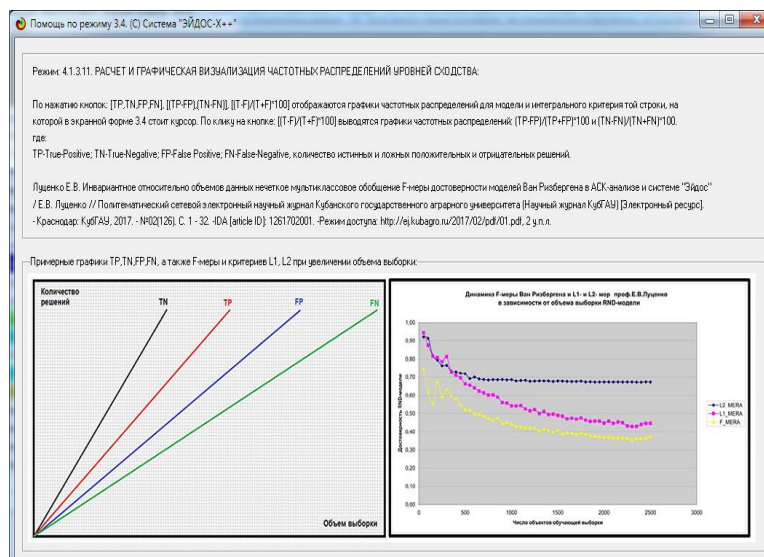 Помощь по режиму 3.4. (С) Система "ЭЙДОС-X++"
Режим: 4.1.3.11. РАСЧЕТ И ГРАФИЧЕСКАЯ ВИЗУАЛИЗАЦИЯ ЧАСТОТНЫХ РАСПРЕДЕЛЕНИЙ УРОВНЕЙ СХОДСТВА:
По нажатию кнопок: [TP,TN,FP,FN], [(TP-FP),(TN-FN)], [(T-F)/(T+F)*100] отображаются графики частотных распределений для модели и интегрального критерия той строки, на
которой в экранной форме 3.4 стоит курсор. По клику на кнопке: [(T-F)/(T+F)*100] выводятся графики частотных распределений: (TP-FP)/(TP+FP)*100 и (TN-FN)/(TN+FN)*100.
где:
TP-True-Positive; TN-True-Negative; FP-False Positive; FN-False-Negative, количество истинных и ложных положительных и отрицательных решений.
Луценко Е.В. Инвариантное относительно объемов данных нечеткое мультиклассовое обобщение F-меры достоверности моделей Ван Ризбергена в АСК-анализе и системе "Эйдос"
/ Е.В. Луценко // Политематический сетевой электронный научный журнал Кубанского государственного аграрного университета (Научный журнал КубГАУ) [Электронный ресурс].
- Краснодар: КубГАУ, 2017. - №02(126). С. 1 - 32. -IDA [article ID]: 1261702001. -Режим доступа: http://ej.kubagro.ru/2017/02/pdf/01.pdf, 2 у.п.л.
Примерные графики TP,TN,FP,FN, а также F-меры и критериев L1, L2 при увеличении объема выборки:
Количество
решений
TN
TP
FP
FN
Объем выборки
Динамика F-меры Ван Ризбергена и L1- и L2- мер проф.Е.В.Луценко
в зависимости от объема выборки RND-модели
Достоверность RND-модели
1,00
0,90
0,80
0,70
0,60
0,50
0,40
0,30
0,20
0,10
0,00
0
500
1000
1500
2000
2500
3000
Число объектов обучающей выборки
L2_MERA
L1_MERA
F_MERA